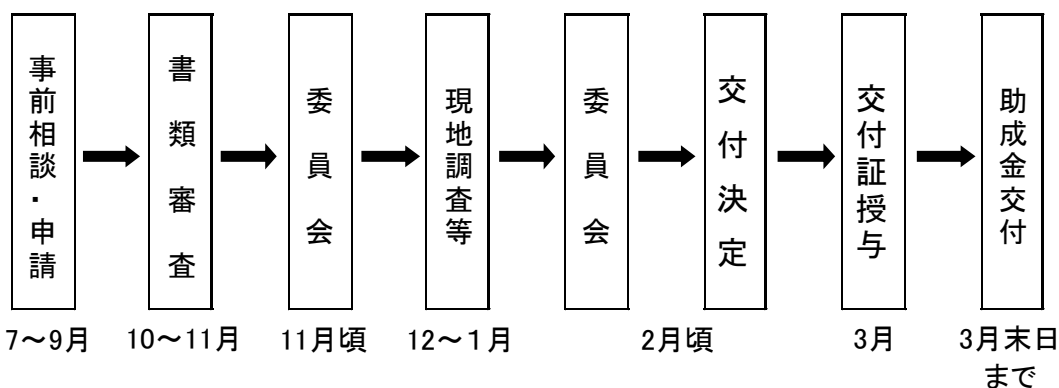 事前相談・申請
書類審査
委員会
現地調査等
委員会
交付決定
交付証授与
助成金交付
7～9月
10～11月
11月頃
12～１月
2月頃
3月
3月末日
まで